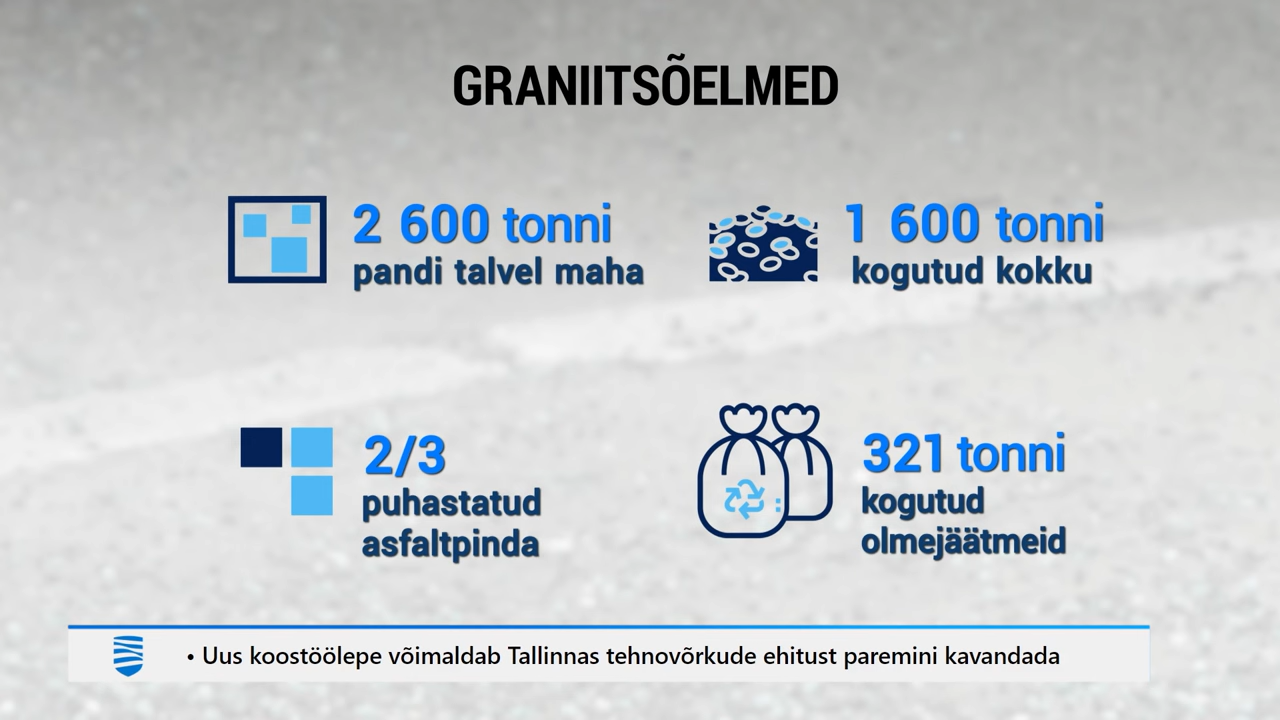 GRANIITSÕELMED
2 600 tonni
pandi talvel maha
1 600 tonni
kogutud kokku
2/3
puhastatud
asfaltpinda
321 tonni
kogutud
olmejäätmeid
• Uus koostöölepe võimaldab Tallinnas tehnovõrkude ehitust paremini kavandada